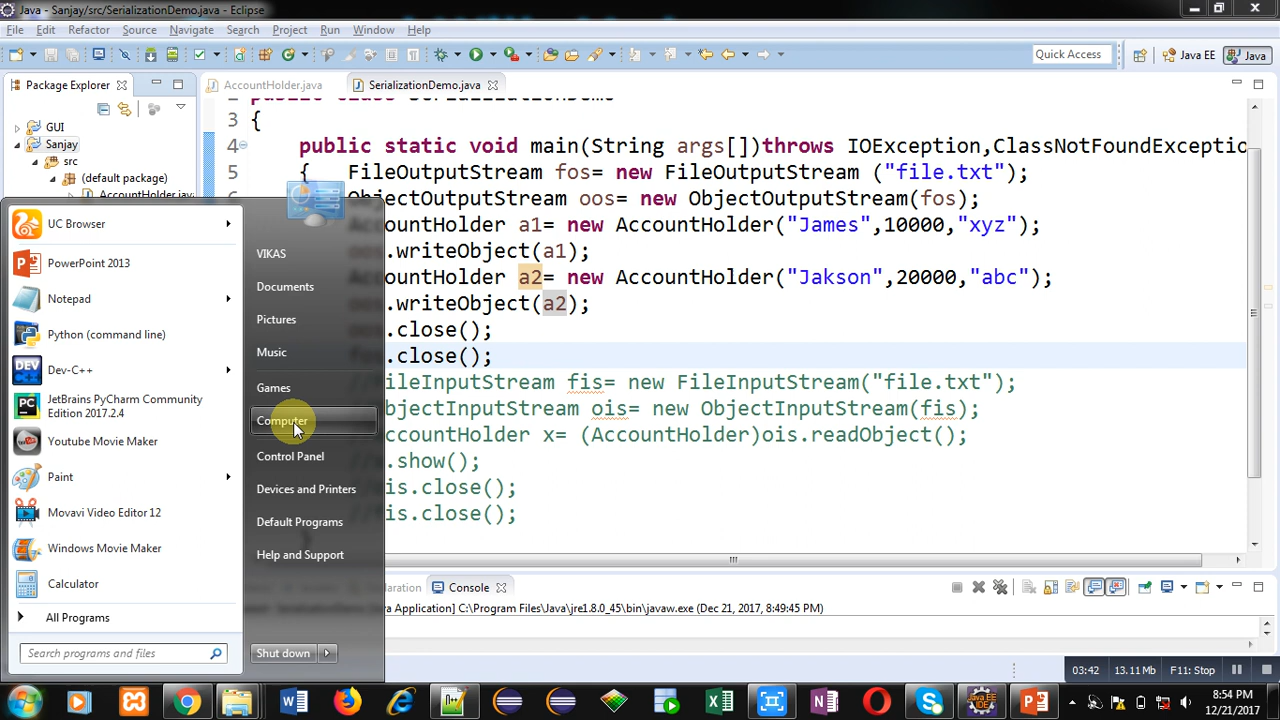 Java - Sanjay/src/SerializationDemo.java - Eclipse
File Edit Refactor Source Navigate Search Project Run Window Help
Quick Access Java EE Java
Package Explorer
AccountHolder.java SerializationDemo.java
GUI
Sanjay
src
(default package)
3 {
4 public static void main(String args[])throws IOException,ClassNotFoundExceptio
5 { FileOutputStream fos= new FileOutputStream ("file.txt");
ObjectOutputStream oos= new ObjectOutputStream(fos);
ccountHolder a1= new AccountHolder("James",10000,"xyz");
.writeObject(a1);
ccountHolder a2= new AccountHolder("Jakson",20000,"abc");
.writeObject(a2);
.close();
.close();
ileInputStream fis= new FileInputStream("file.txt");
bjectInputStream ois= new ObjectInputStream(fis);
ccountHolder x= (AccountHolder)ois.readObject();
.show();
is.close();
is.close();
UC Browser
PowerPoint 2013
Notepad
Python (command line)
Dev-C++
JetBrains PyCharm Community
Edition 2017.2.4
Youtube Movie Maker
Paint
Movavi Video Editor 12
Windows Movie Maker
Calculator
All Programs
Search programs and files
VIKAS
Documents
Pictures
Music
Games
Computer
Control Panel
Devices and Printers
Default Programs
Help and Support
Shut down
Console
Application] C:\Program Files\Java\jre1.8.0_45\bin\javaw.exe (Dec 21, 2017, 8:49:45 PM)
03:42 13.11 Mb F11: Stop
8:54 PM
12/21/2017